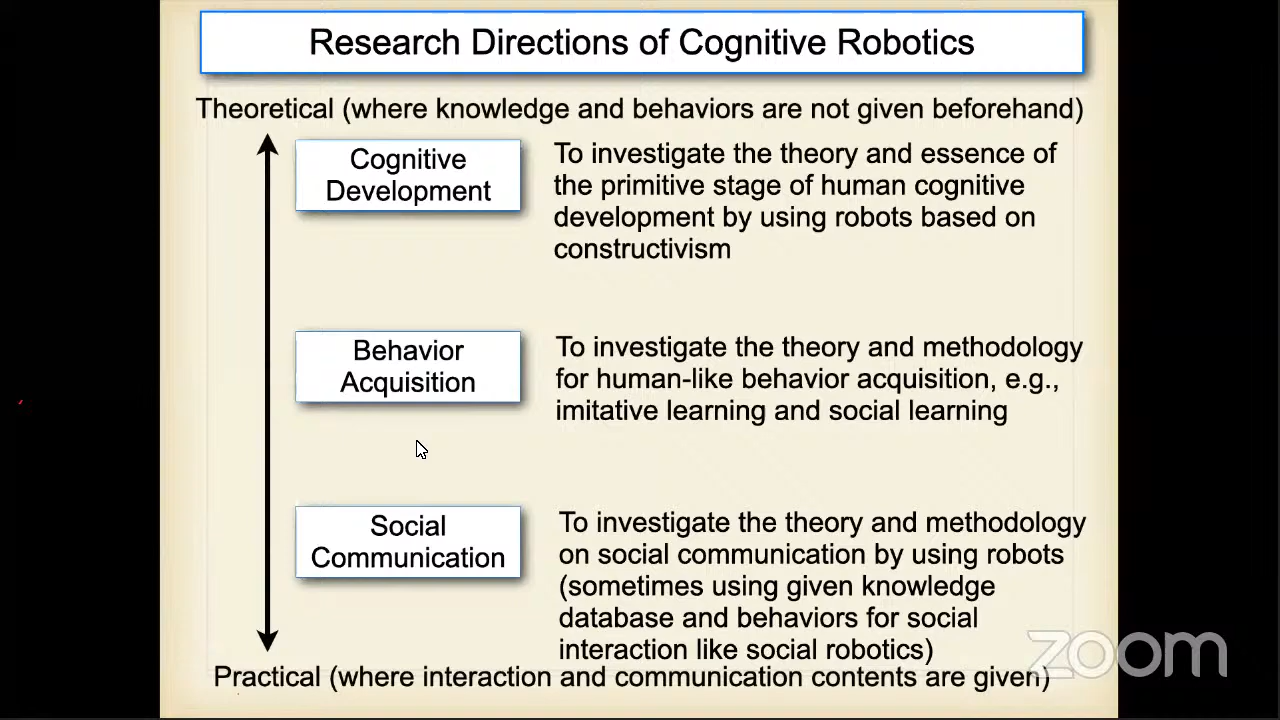 Research Directions of Cognitive Robotics
Theoretical (where knowledge and behaviors are not given beforehand)
Cognitive
Development
To investigate the theory and essence of
the primitive stage of human cognitive
development by using robots based on
constructivism
Behavior
Acquisition
To investigate the theory and methodology
for human-like behavior acquisition, e.g.,
imitative learning and social learning
Social
Communication
To investigate the theory and methodology
on social communication by using robots
(sometimes using given knowledge
database and behaviors for social
interaction like social robotics)
Practical (where interaction and communication contents are given)
zoom